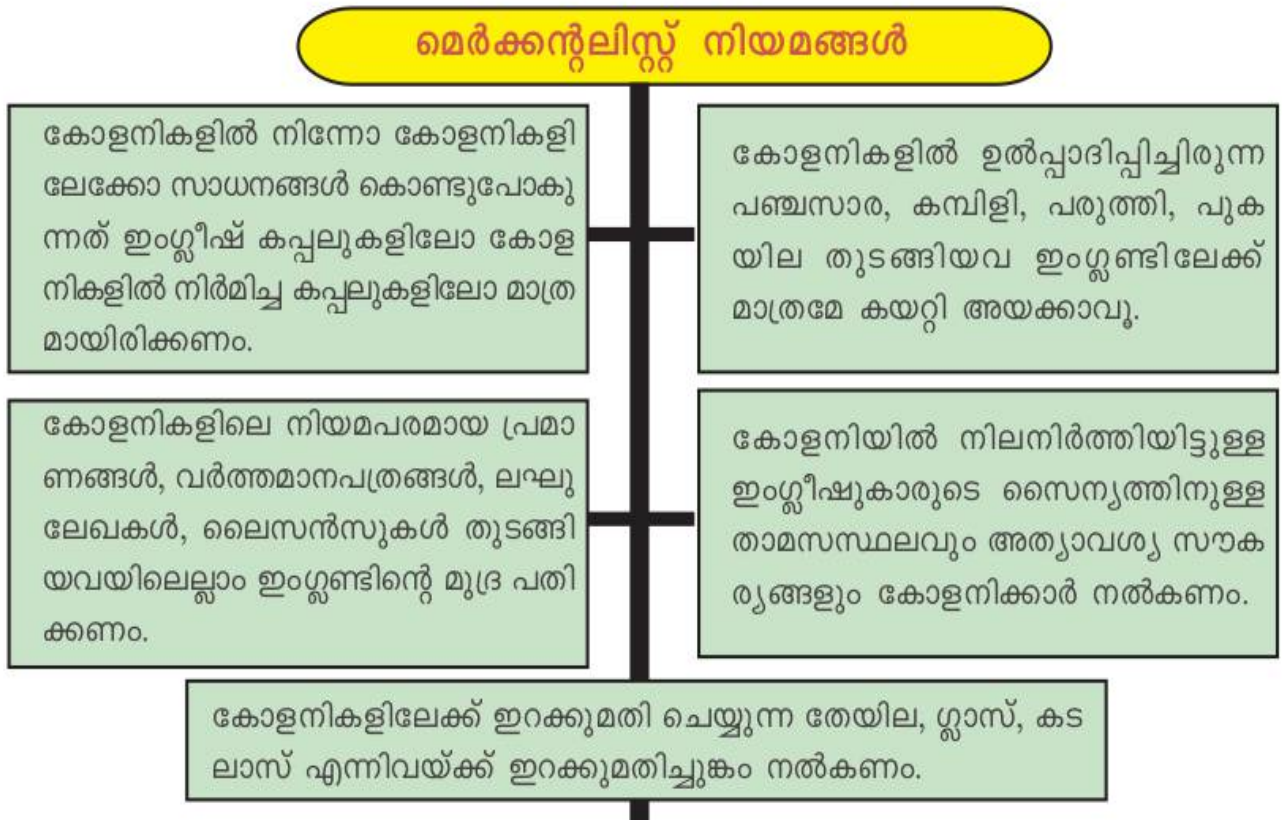 മെർക്കന്റലിസ്റ്റ് നിയമങ്ങൾ
കോളനികളിൽ നിന്നോ കോളനികളി
ലേക്കോ സാധനങ്ങൾ കൊണ്ടുപോകു
ന്നത് ഇംഗ്ലീഷ് കപ്പലുകളിലോ കോള
നികളിൽ നിർമിച്ച കപ്പലുകളിലോ മാത്ര
മായിരിക്കണം.
കോളനികളിൽ ഉൽപ്പാദിപ്പിച്ചിരുന്ന
പഞ്ചസാര, കമ്പിളി, പരുത്തി, പുക
യില തുടങ്ങിയവ ഇംഗ്ലണ്ടിലേക്ക്
മാത്രമേ കയറ്റി അയക്കാവൂ.
കോളനികളിലെ നിയമപരമായ പ്രമാ
ണങ്ങൾ, വർത്തമാനപത്രങ്ങൾ, ലഘു
ലേഖകൾ, ലൈസൻസുകൾ തുടങ്ങി
യവയിലെല്ലാം ഇംഗ്ലണ്ടിന്റെ മുദ്ര പതി
ക്കണം.
കോളനിയിൽ നിലനിർത്തിയിട്ടുള്ള
ഇംഗ്ലീഷുകാരുടെ സൈന്യത്തിനുള്ള
താമസസ്ഥലവും അത്യാവശ്യ സൗക
ര്യങ്ങളും കോളനിക്കാർ നൽകണം.
കോളനികളിലേക്ക് ഇറക്കുമതി ചെയ്യുന്ന തേയില, ഗ്ലാസ്, കട
ലാസ് എന്നിവയ്ക്ക് ഇറക്കുമതിച്ചുങ്കം നൽകണം.